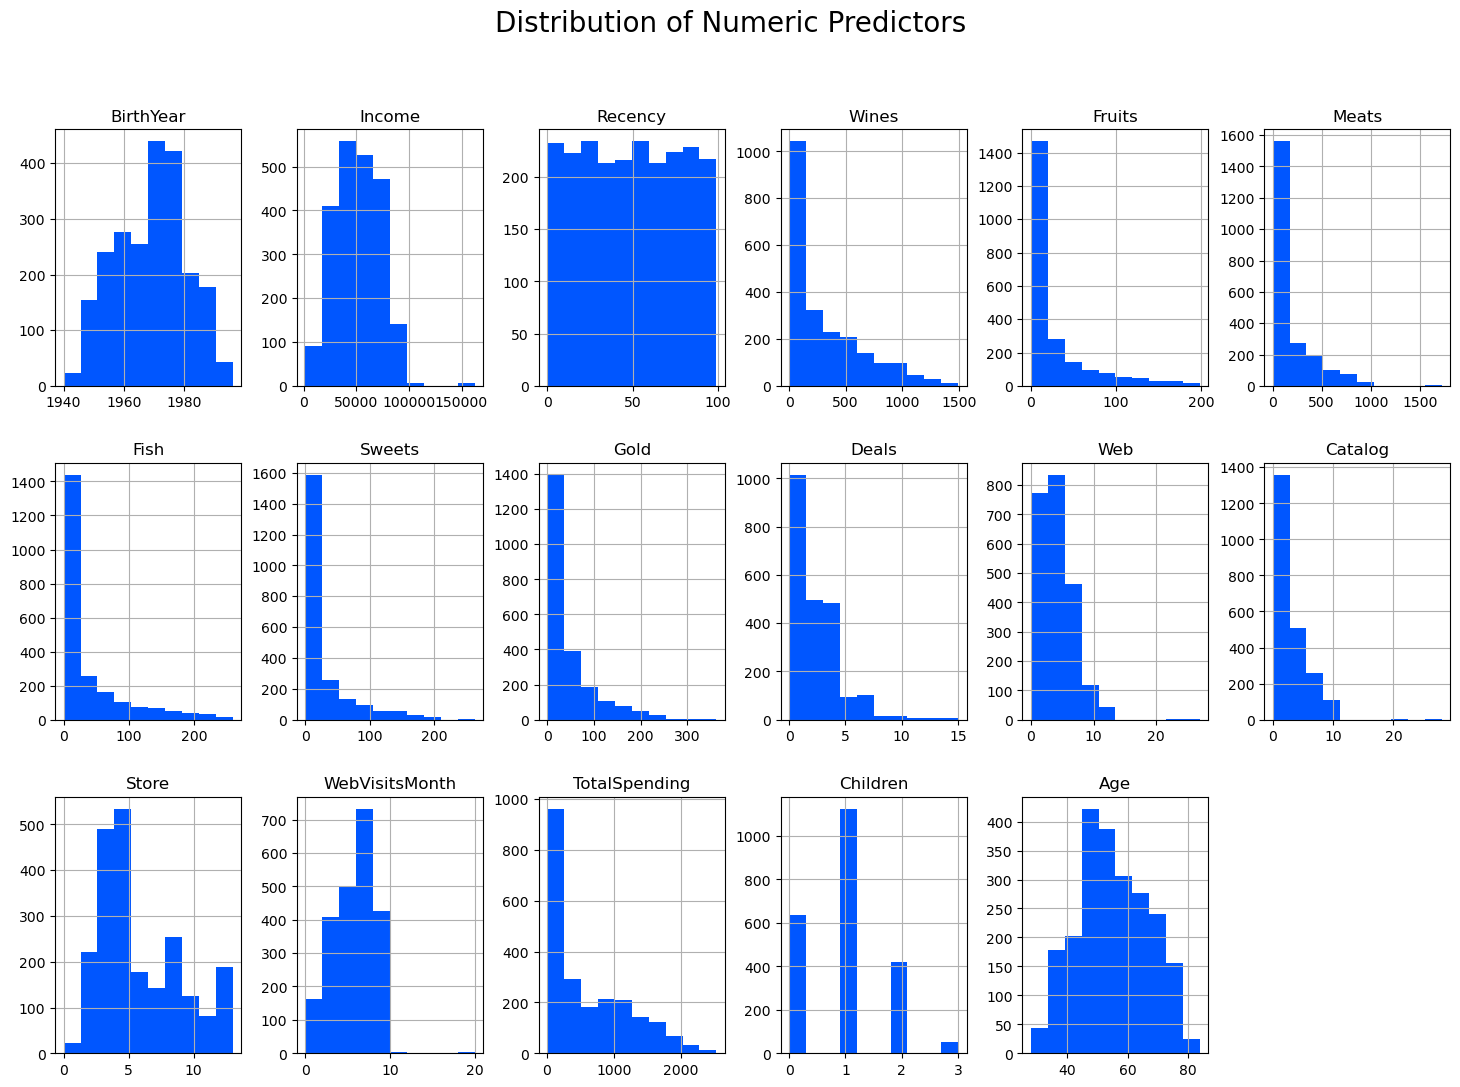 Distribution of Numeric Predictors
BirthYear Income Recency Wines Fruits Meats
400 300 200 100 0
1940 1960 1980
500 400 300 200 100 0
0 50000 100000 150000
200 150 100 50 0
0 50 100
1000 800 600 400 200 0
0 500 1000 1500
1400 1200 1000 800 600 400 200 0
0 100 200
1600 1400 1200 1000 800 600 400 200 0
0 500 1000 1500
Fish Sweets Gold Deals Web Catalog
1400 1200 1000 800 600 400 200 0
0 100 200
1600 1400 1200 1000 800 600 400 200 0
0 100 200
1400 1200 1000 800 600 400 200 0
0 100 200 300
1000 800 600 400 200 0
0 5 10 15
800 700 600 500 400 300 200 100 0
0 10 20
1400 1200 1000 800 600 400 200 0
0 10 20
Store WebVisitsMonth TotalSpending Children Age
500 400 300 200 100 0
0 5 10
700 600 500 400 300 200 100 0
0 10 20
1000 800 600 400 200 0
0 1000 2000
1000 800 600 400 200 0
0 1 2 3
400 350 300 250 200 150 100 50 0
40 60 80